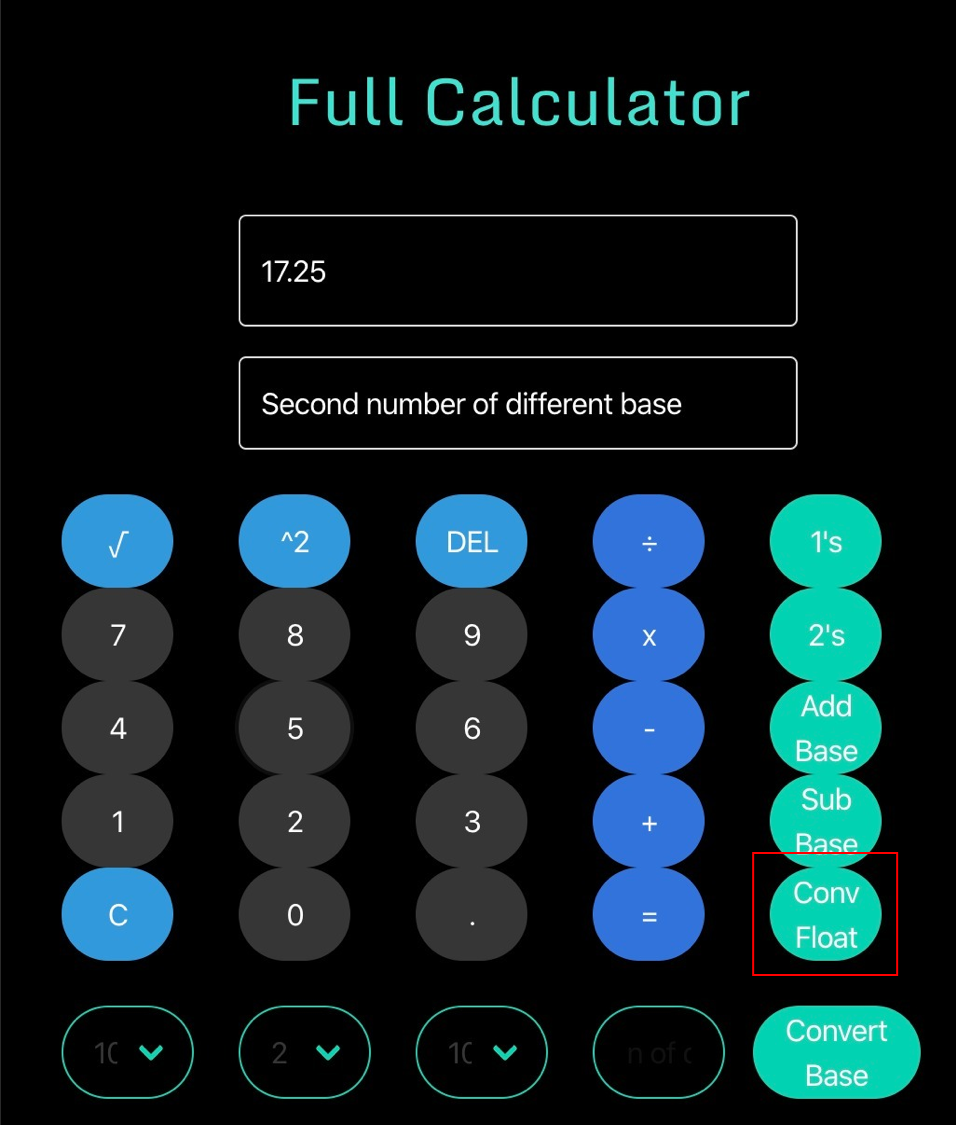 Full Calculator
17.25
Second number of different base
√ ^2 DEL ÷ 1's
7 8 9 x 2's
4 5 6 - Add
Base
1 2 3 + Sub
Base
C 0 . = Conv
Float
10 2 10 n of Convert
Base